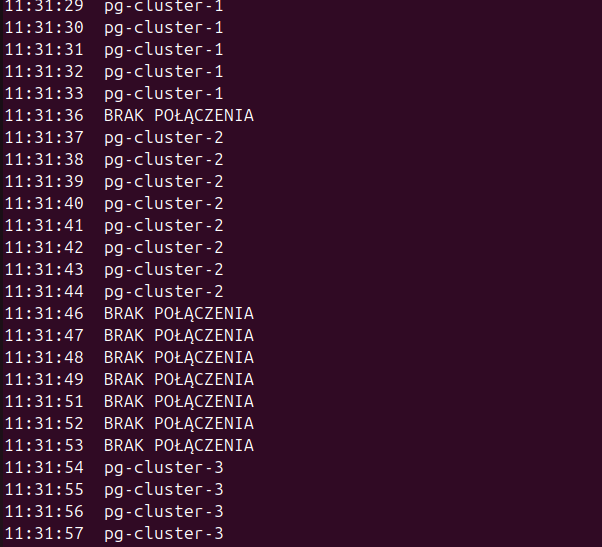 11:31:29 pg-cluster-1
11:31:30 pg-cluster-1
11:31:31 pg-cluster-1
11:31:32 pg-cluster-1
11:31:33 pg-cluster-1
11:31:36 BRAK POŁĄCZENIA
11:31:37 pg-cluster-2
11:31:38 pg-cluster-2
11:31:39 pg-cluster-2
11:31:40 pg-cluster-2
11:31:41 pg-cluster-2
11:31:42 pg-cluster-2
11:31:43 pg-cluster-2
11:31:44 pg-cluster-2
11:31:46 BRAK POŁĄCZENIA
11:31:47 BRAK POŁĄCZENIA
11:31:48 BRAK POŁĄCZENIA
11:31:49 BRAK POŁĄCZENIA
11:31:51 BRAK POŁĄCZENIA
11:31:52 BRAK POŁĄCZENIA
11:31:53 BRAK POŁĄCZENIA
11:31:54 pg-cluster-3
11:31:55 pg-cluster-3
11:31:56 pg-cluster-3
11:31:57 pg-cluster-3